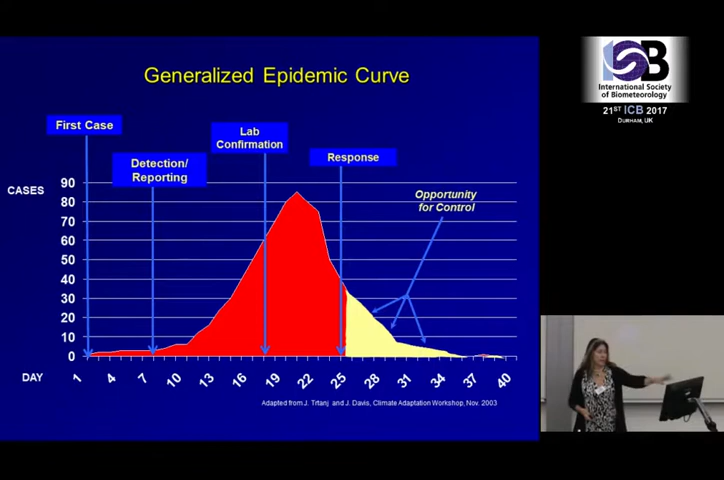 Generalized Epidemic Curve
First Case
Detection/
Reporting
Lab
Confirmation
Response
Opportunity
for Control
CASES
90
80
70
60
50
40
30
20
10
0
DAY
1
4
7
10
13
16
19
22
25
28
31
34
37
40
Adapted from J. Trtanj and J. Davis, Climate Adaptation Workshop, Nov. 2003
ISB
International Society
of Biometeorology
21ST ICB 2017
DURHAM, UK